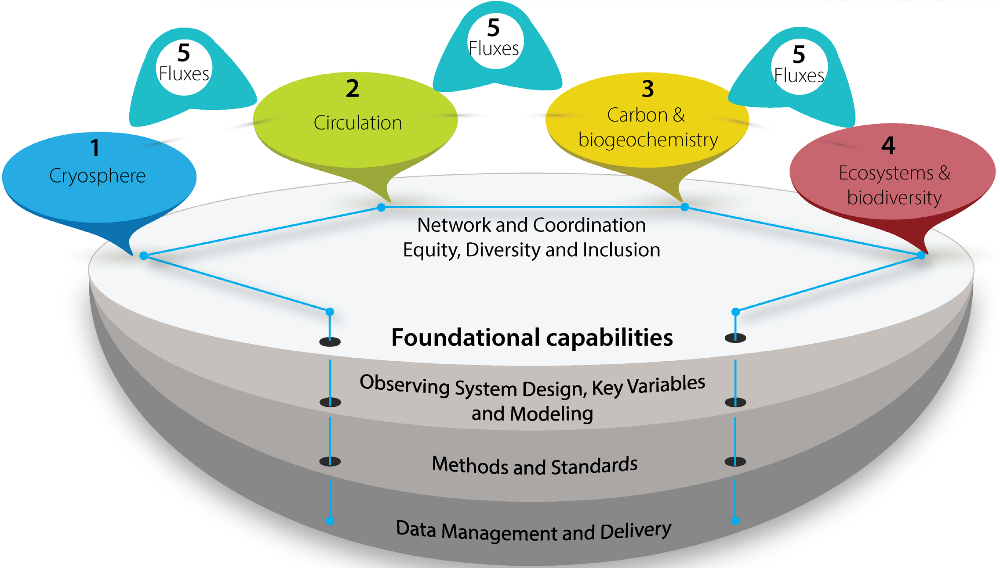 5
Fluxes
5
Fluxes
5
Fluxes
1
Cryosphere
2
Circulation
3
Carbon &
biogeochemistry
4
Ecosystems &
biodiversity
Network and Coordination
Equity, Diversity and Inclusion
Foundational capabilities
Observing System Design, Key Variables
and Modeling
Methods and Standards
Data Management and Delivery